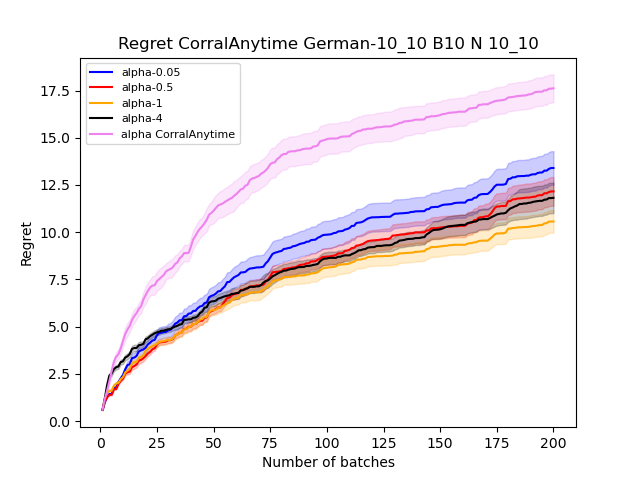 Regret CorralAnytime German-10_10 B10 N 10_10
alpha-0.05
alpha-0.5
alpha-1
alpha-4
alpha CorralAnytime
17.5
15.0
12.5
10.0
7.5
5.0
2.5
0.0
Regret
0 25 50 75 100 125 150 175 200
Number of batches